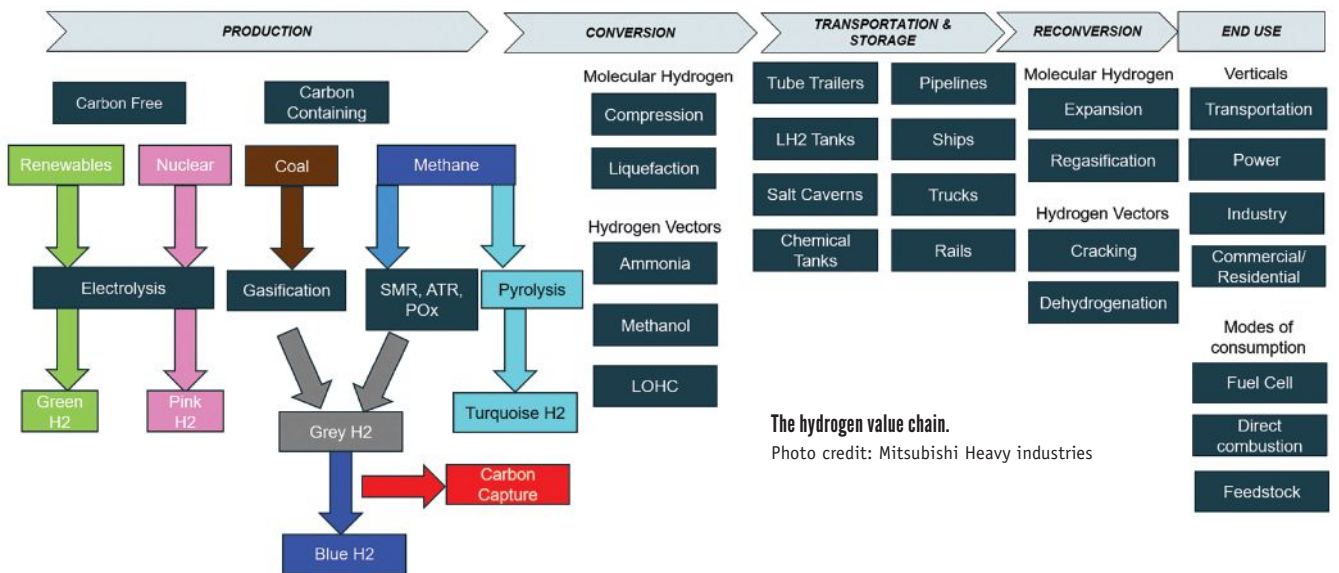 PRODUCTION
CONVERSION
TRANSPORTATION &
STORAGE
RECONVERSION
END USE
Carbon Free
Carbon
Containing
Renewables
Nuclear
Coal
Methane
Electrolysis
Gasification
SMR, ATR,
POx
Pyrolysis
Green
H2
Pink
H2
Grey H2
Turquoise H2
Carbon
Capture
Blue H2
Molecular Hydrogen
Compression
Liquefaction
Hydrogen Vectors
Ammonia
Methanol
LOHC
Tube Trailers
Pipelines
LH2 Tanks
Ships
Salt Caverns
Trucks
Chemical
Tanks
Rails
Molecular Hydrogen
Expansion
Regasification
Hydrogen Vectors
Cracking
Dehydrogenation
Verticals
Transportation
Power
Industry
Commercial/
Residential
Modes of
consumption
Fuel Cell
Direct
combustion
Feedstock
The hydrogen value chain.
Photo credit: Mitsubishi Heavy industries